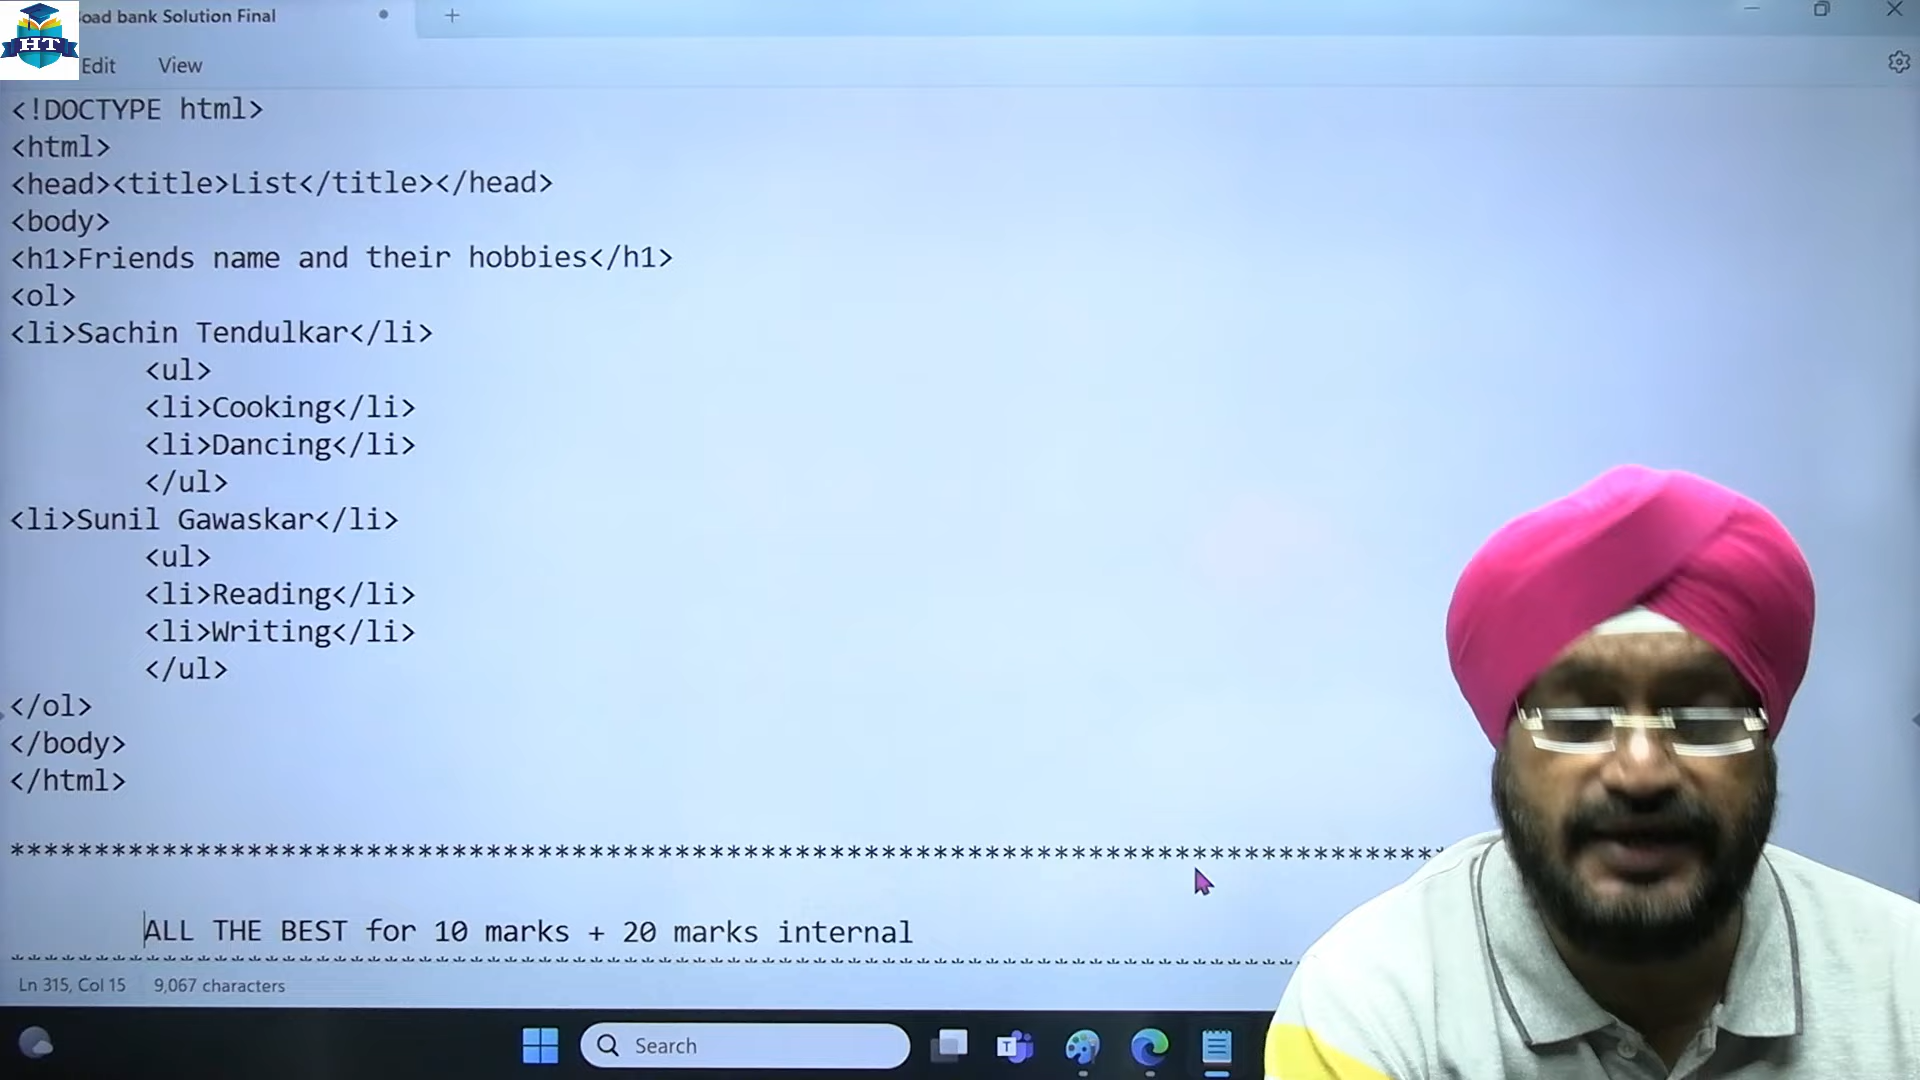 HT
oad bank Solution Final
Edit View
<!DOCTYPE html>
<html>
<head><title>List</title></head>
<body>
<h1>Friends name and their hobbies</h1>
<ol>
<li>Sachin Tendulkar</li>
<ul>
<li>Cooking</li>
<li>Dancing</li>
</ul>
<li>Sunil Gawaskar</li>
<ul>
<li>Reading</li>
<li>Writing</li>
</ul>
</ol>
</body>
</html>
*************************************************************************************
ALL THE BEST for 10 marks + 20 marks internal
Ln 315, Col 15 9,067 characters
Search
T